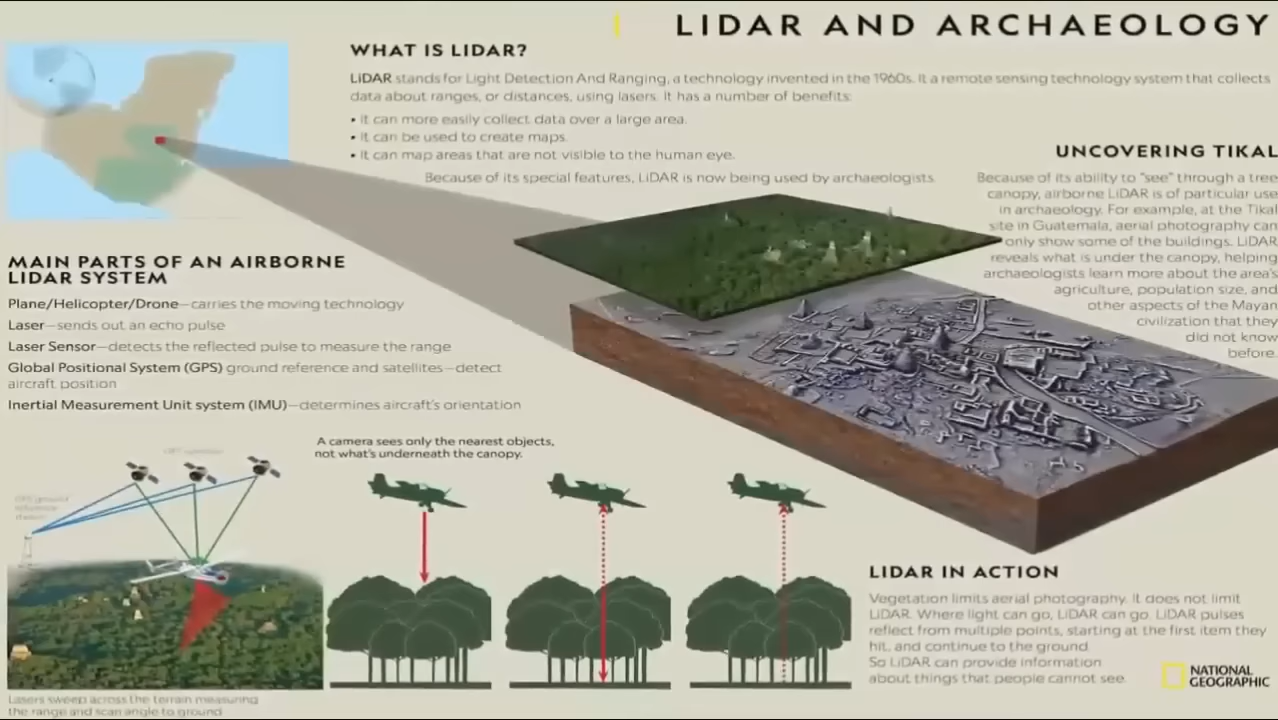 LIDAR AND ARCHAEOLOGY
WHAT IS LIDAR?
LiDAR stands for Light Detection And Ranging, a technology invented in the 1960s. It a remote sensing technology system that collects
data about ranges, or distances, using lasers. It has a number of benefits:
• It can more easily collect data over a large area.
• It can be used to create maps.
• It can map areas that are not visible to the human eye.
Because of its special features, LiDAR is now being used by archaeologists.
UNCOVERING TIKAL
Because of its ability to "see" through a tree
canopy, airborne LiDAR is of particular use
in archaeology. For example, at the Tikal
site in Guatemala, aerial photography can
only show some of the buildings. LiDAR
reveals what is under the canopy, helping
archaeologists learn more about the area's
agriculture, population size, and
other aspects of the Mayan
civilization that they
did not know
before.
MAIN PARTS OF AN AIRBORNE
LIDAR SYSTEM
Plane/Helicopter/Drone—carries the moving technology
Laser—sends out an echo pulse
Laser Sensor—detects the reflected pulse to measure the range
Global Positional System (GPS) ground reference and satellites—detect
aircraft position
Inertial Measurement Unit system (IMU)—determines aircraft's orientation
GPS ground
reference
station
Lasers sweep across the terrain measuring
the range and scan angle to ground
A camera sees only the nearest objects,
not what's underneath the canopy.
LIDAR IN ACTION
Vegetation limits aerial photography. It does not limit
LiDAR. Where light can go, LiDAR can go. LiDAR pulses
reflect from multiple points, starting at the first item they
hit, and continue to the ground.
So LiDAR can provide information
about things that people cannot see.
NATIONAL
GEOGRAPHIC